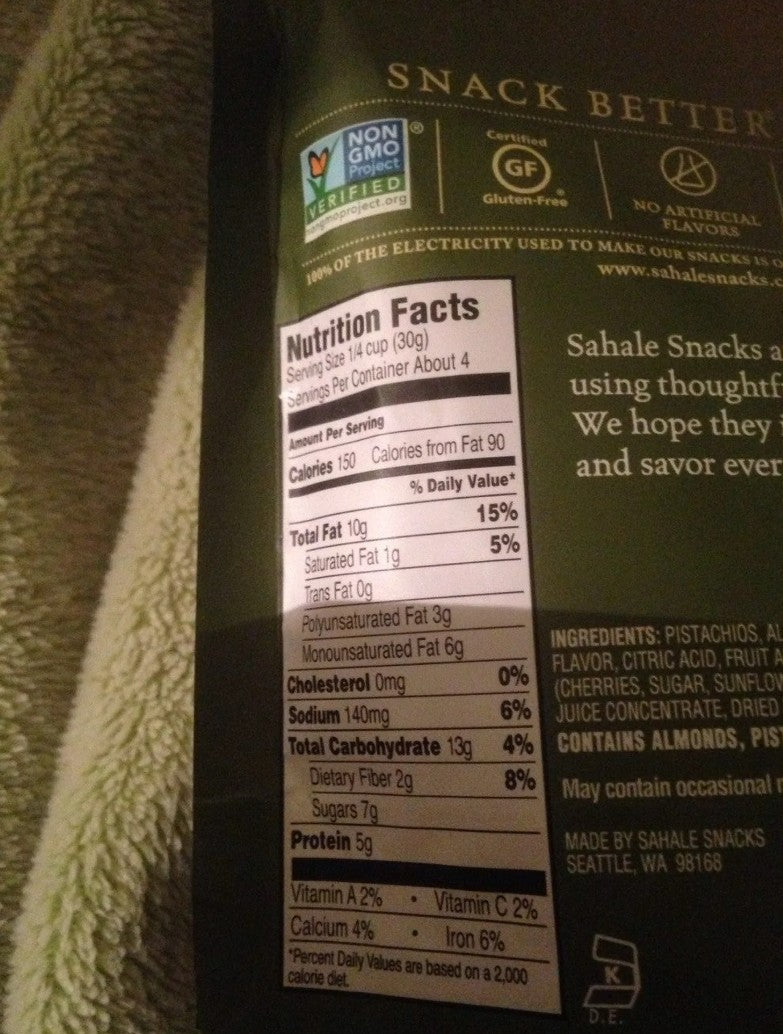 SNACK BETTER
NON
GMO
Project
VERIFIED
nongmoproject.org
Certified
GF
Gluten-Free
NO ARTIFICIAL
FLAVORS
100% OF THE ELECTRICITY USED TO MAKE OUR SNACKS IS
www.sahalesnacks.
Nutrition Facts
Serving Size 1/4 cup (30g)
Servings Per Container About 4
Amount Per Serving
Calories 150 Calories from Fat 90
% Daily Value*
Total Fat 10g 15%
Saturated Fat 1g 5%
Trans Fat 0g
Polyunsaturated Fat 3g
Monounsaturated Fat 6g
Cholesterol 0mg 0%
Sodium 140mg 6%
Total Carbohydrate 13g 4%
Dietary Fiber 2g 8%
Sugars 7g
Protein 5g
Vitamin A 2% • Vitamin C 2%
Calcium 4% • Iron 6%
*Percent Daily Values are based on a 2,000
calorie diet.
Sahale Snacks a
using thoughtf
We hope they
and savor ever
INGREDIENTS: PISTACHIOS, AL
FLAVOR, CITRIC ACID, FRUIT A
(CHERRIES, SUGAR, SUNFLOW
JUICE CONCENTRATE, DRIED
CONTAINS ALMONDS, PIST
May contain occasional
MADE BY SAHALE SNACKS
SEATTLE, WA 98168
K
D.E.